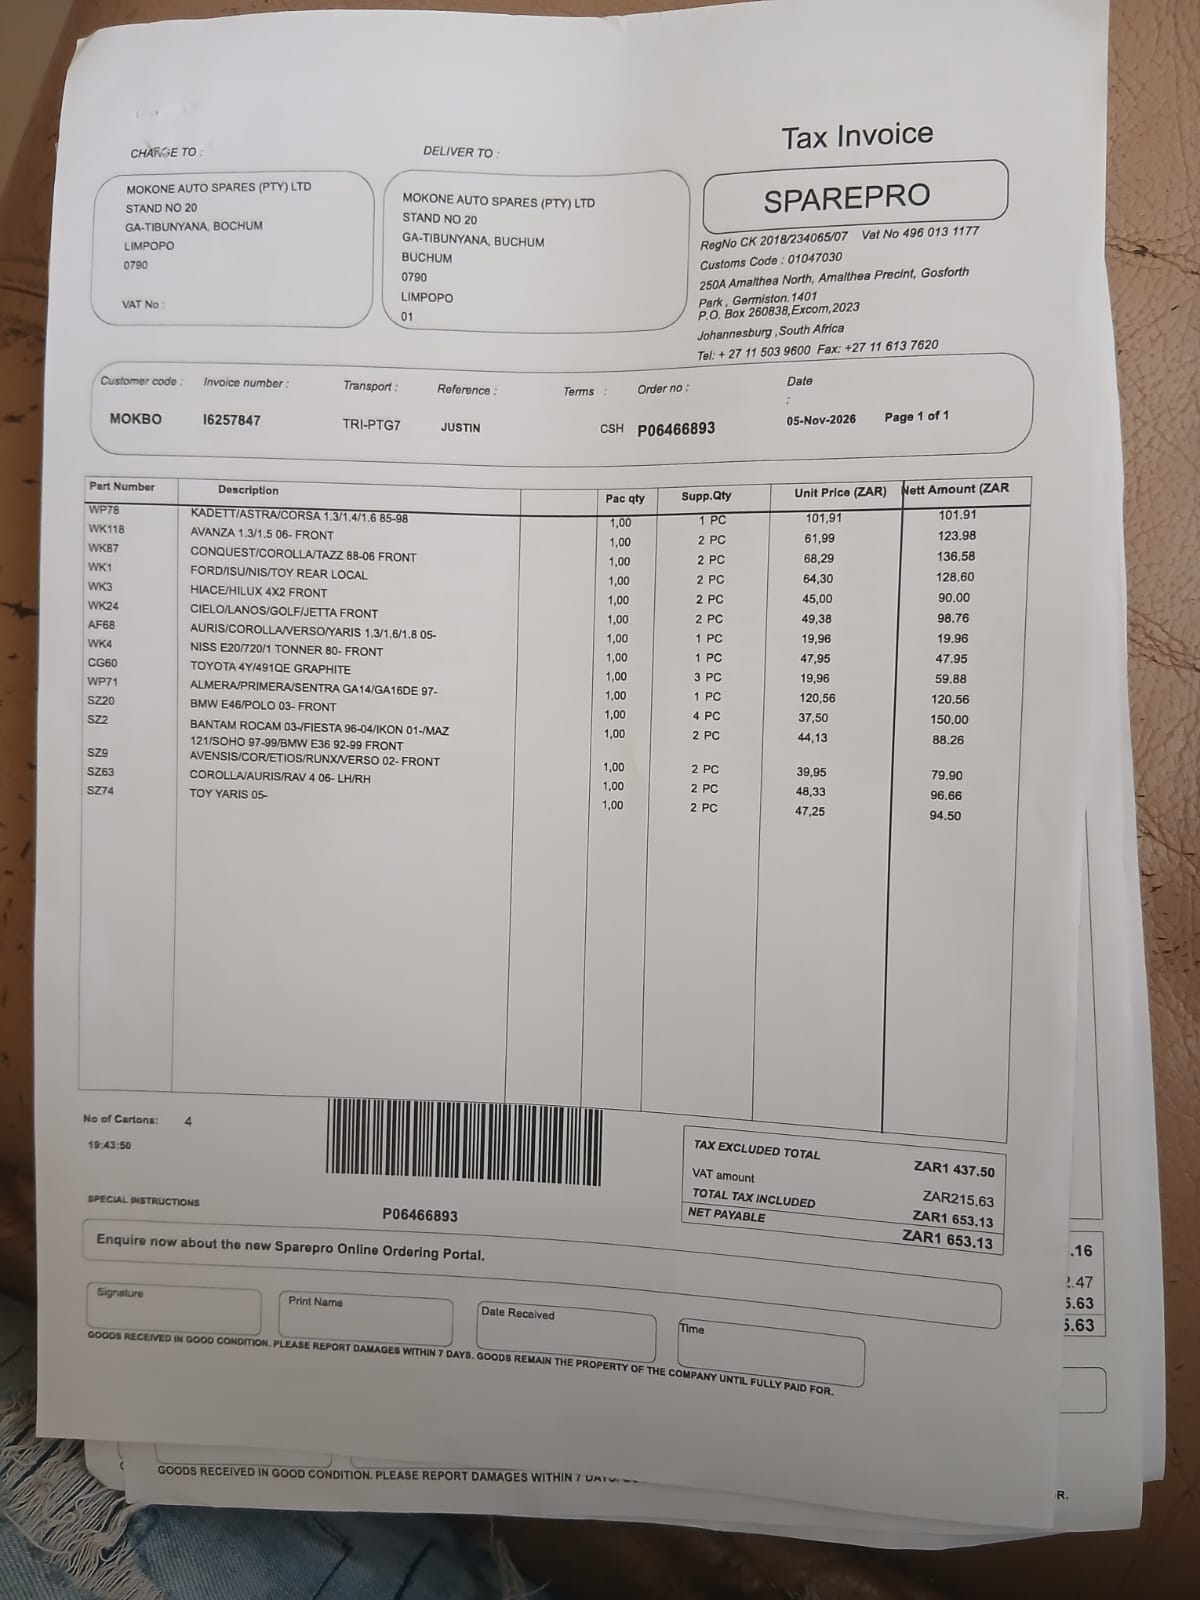 Tax Invoice
CHARGE TO :
MOKONE AUTO SPARES (PTY) LTD
STAND NO 20
GA-TIBUNYANA, BOCHUM
LIMPOPO
0790
VAT No :
DELIVER TO :
MOKONE AUTO SPARES (PTY) LTD
STAND NO 20
GA-TIBUNYANA, BUCHUM
BUCHUM
0790
LIMPOPO
01
SPAREPRO
RegNo CK 2018/234065/07 Vat No 496 013 1177
Customs Code : 01047030
250A Amalthea North, Amalthea Precint, Gosforth
Park , Germiston.1401
P.O. Box 260838,Excom,2023
Johannesburg ,South Africa
Tel: + 27 11 503 9600 Fax: +27 11 613 7620
Customer code : Invoice number : Transport : Reference : Terms : Order no : Date :
MOKBO I6257847 TRI-PTG7 JUSTIN CSH P06466893 05-Nov-2026 Page 1 of 1
Part Number Description Pac qty Supp.Qty Unit Price (ZAR) Nett Amount (ZAR
WP78 KADETT/ASTRA/CORSA 1.3/1.4/1.6 85-98 1,00 1 PC 101,91 101.91
WK118 AVANZA 1.3/1.5 06- FRONT 1,00 2 PC 61,99 123.98
WK67 CONQUEST/COROLLA/TAZZ 88-06 FRONT 1,00 2 PC 68,29 136.58
WK1 FORD/ISU/NIS/TOY REAR LOCAL 1,00 2 PC 64,30 128.60
WK3 HIACE/HILUX 4X2 FRONT 1,00 2 PC 45,00 90.00
WK24 CIELO/LANOS/GOLF/JETTA FRONT 1,00 2 PC 49,38 98.76
AF68 AURIS/COROLLA/VERSO/YARIS 1.3/1.6/1.8 05- 1,00 1 PC 19,96 19.96
WK4 NISS E20/720/1 TONNER 80- FRONT 1,00 1 PC 47,95 47.95
CG60 TOYOTA 4Y/491QE GRAPHITE 1,00 3 PC 19,96 59.88
WP71 ALMERA/PRIMERA/SENTRA GA14/GA16DE 97- 1,00 1 PC 120,56 120.56
SZ20 BMW E46/POLO 03- FRONT 1,00 4 PC 37,50 150.00
SZ2 BANTAM ROCAM 03-/FIESTA 96-04/IKON 01-/MAZ 1,00 2 PC 44,13 88.26
121/SOHO 97-99/BMW E36 92-99 FRONT
SZ9 AVENSIS/COR/ETIOS/RUNX/VERSO 02- FRONT 1,00 2 PC 39,95 79.90
SZ63 COROLLA/AURIS/RAV 4 06- LH/RH 1,00 2 PC 48,33 96.66
SZ74 TOY YARIS 05- 1,00 2 PC 47,25 94.50
No of Cartons: 4
19:43:50
P06466893
TAX EXCLUDED TOTAL ZAR1 437.50
VAT amount ZAR215.63
TOTAL TAX INCLUDED ZAR1 653.13
NET PAYABLE ZAR1 653.13
SPECIAL INSTRUCTIONS
Enquire now about the new Sparepro Online Ordering Portal.
Signature
Print Name
Date Received
Time
GOODS RECEIVED IN GOOD CONDITION. PLEASE REPORT DAMAGES WITHIN 7 DAYS. GOODS REMAIN THE PROPERTY OF THE COMPANY UNTIL FULLY PAID FOR.
.16
2.47
5.63
5.63
GOODS RECEIVED IN GOOD CONDITION. PLEASE REPORT DAMAGES WITHIN 7
R.